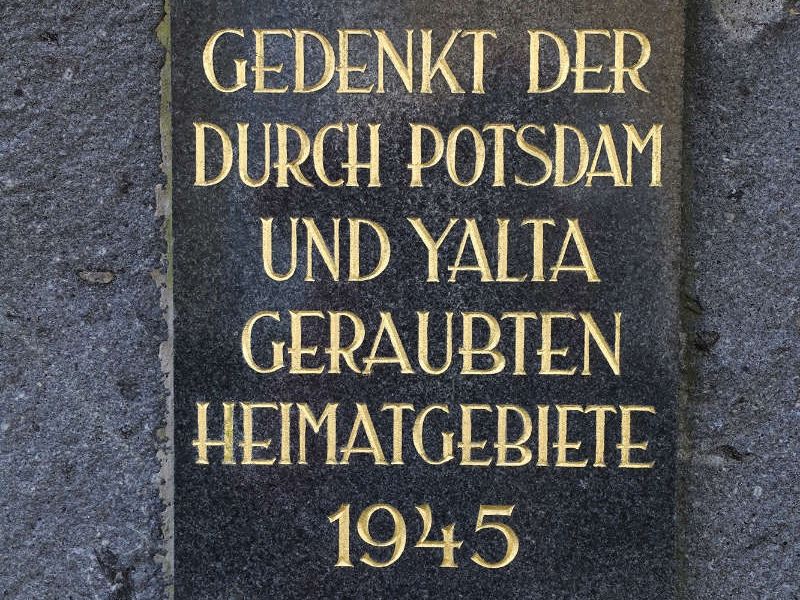 GEDENKT DER
DURCH POTSDAM
UND YALTA
GERAUBTEN
HEIMATGEBIETE
1945